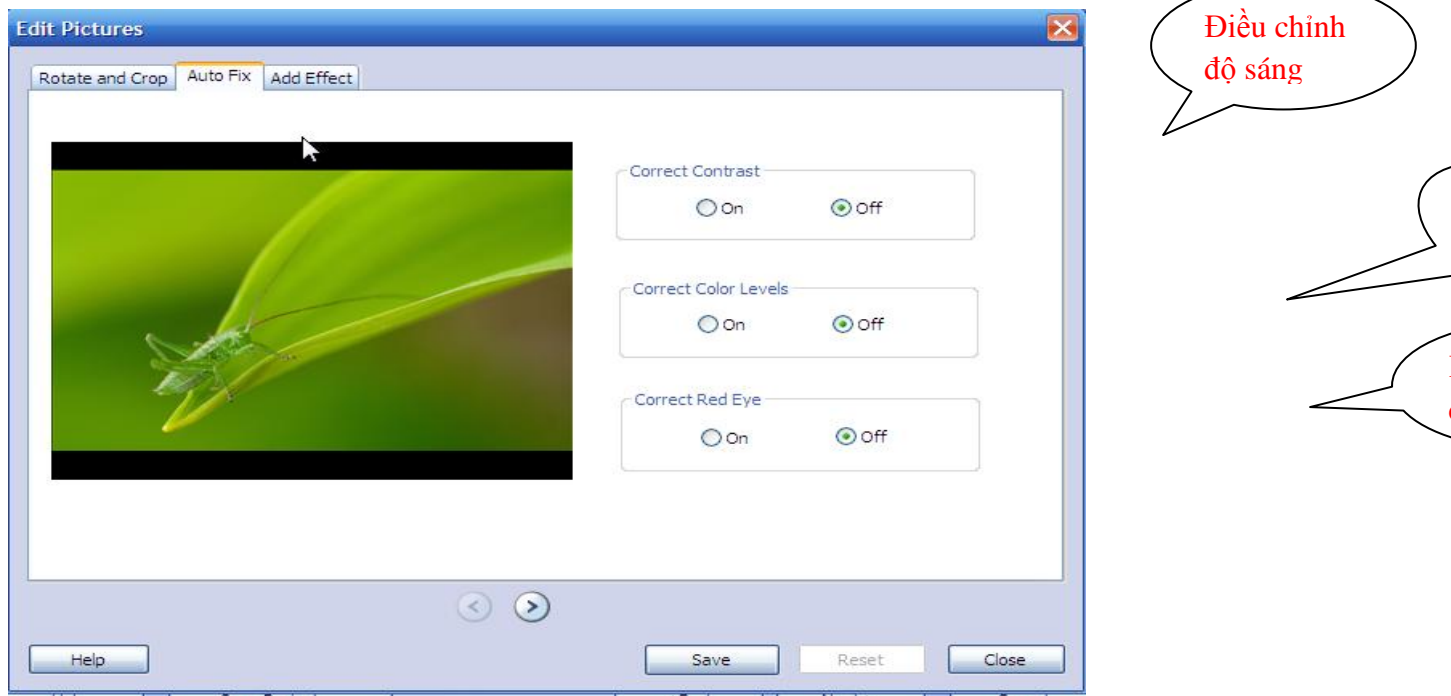 Edit Pictures
Rotate and Crop Auto Fix Add Effect
Correct Contrast
On Off
Correct Color Levels
On Off
Correct Red Eye
On Off
< >
Help Save Reset Close
Điều chỉnh
độ sáng